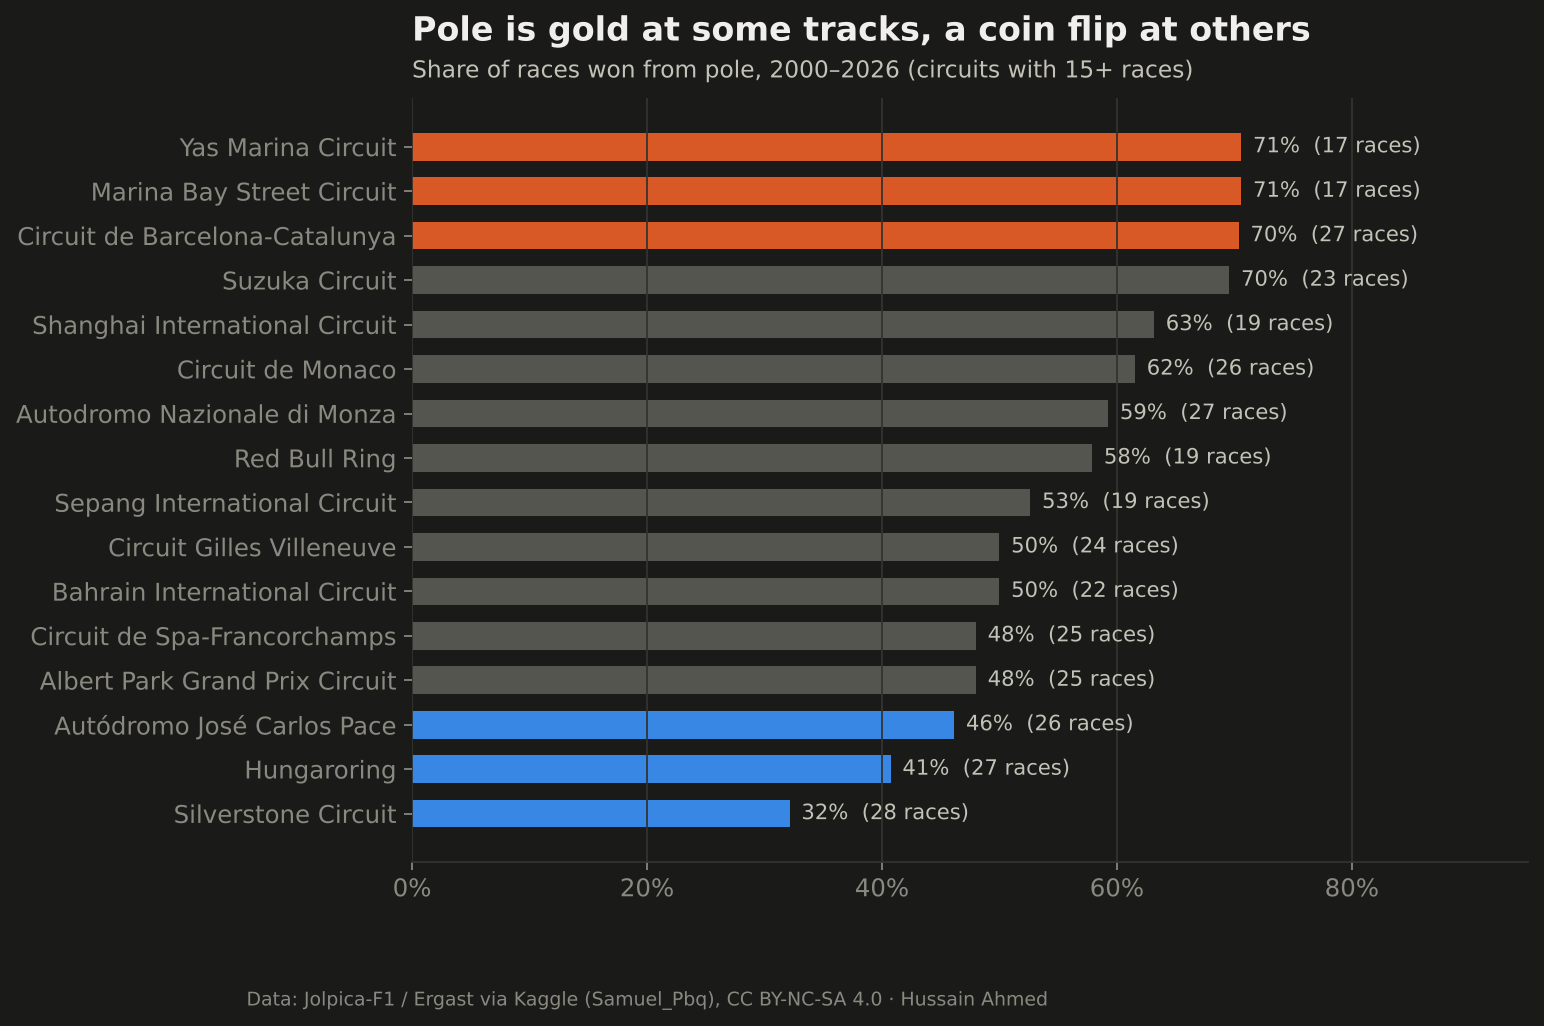 Pole is gold at some tracks, a coin flip at others
Share of races won from pole, 2000–2026 (circuits with 15+ races)
Yas Marina Circuit 71% (17 races)
Marina Bay Street Circuit 71% (17 races)
Circuit de Barcelona-Catalunya 70% (27 races)
Suzuka Circuit 70% (23 races)
Shanghai International Circuit 63% (19 races)
Circuit de Monaco 62% (26 races)
Autodromo Nazionale di Monza 59% (27 races)
Red Bull Ring 58% (19 races)
Sepang International Circuit 53% (19 races)
Circuit Gilles Villeneuve 50% (24 races)
Bahrain International Circuit 50% (22 races)
Circuit de Spa-Francorchamps 48% (25 races)
Albert Park Grand Prix Circuit 48% (25 races)
Autódromo José Carlos Pace 46% (26 races)
Hungaroring 41% (27 races)
Silverstone Circuit 32% (28 races)
0% 20% 40% 60% 80%
Data: Jolpica-F1 / Ergast via Kaggle (Samuel_Pbq), CC BY-NC-SA 4.0 · Hussain Ahmed